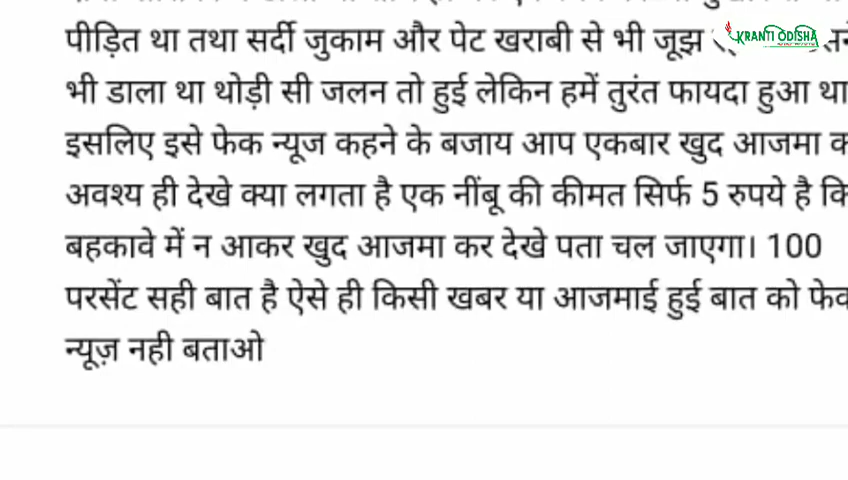 पीड़ित था तथा सर्दी जुकाम और पेट खराबी से भी जूझ
KRANTI ODISHA
भी डाला था थोड़ी सी जलन तो हुई लेकिन हमें तुरंत फायदा हुआ था
इसलिए इसे फेक न्यूज कहने के बजाय आप एकबार खुद आजमा
अवश्य ही देखे क्या लगता है एक नींबू की कीमत सिर्फ 5 रुपये है
बहकावे में न आकर खुद आजमा कर देखे पता चल जाएगा। 100
परसेंट सही बात है ऐसे ही किसी खबर या आजमाई हुई बात को
न्यूज़ नही बताओ